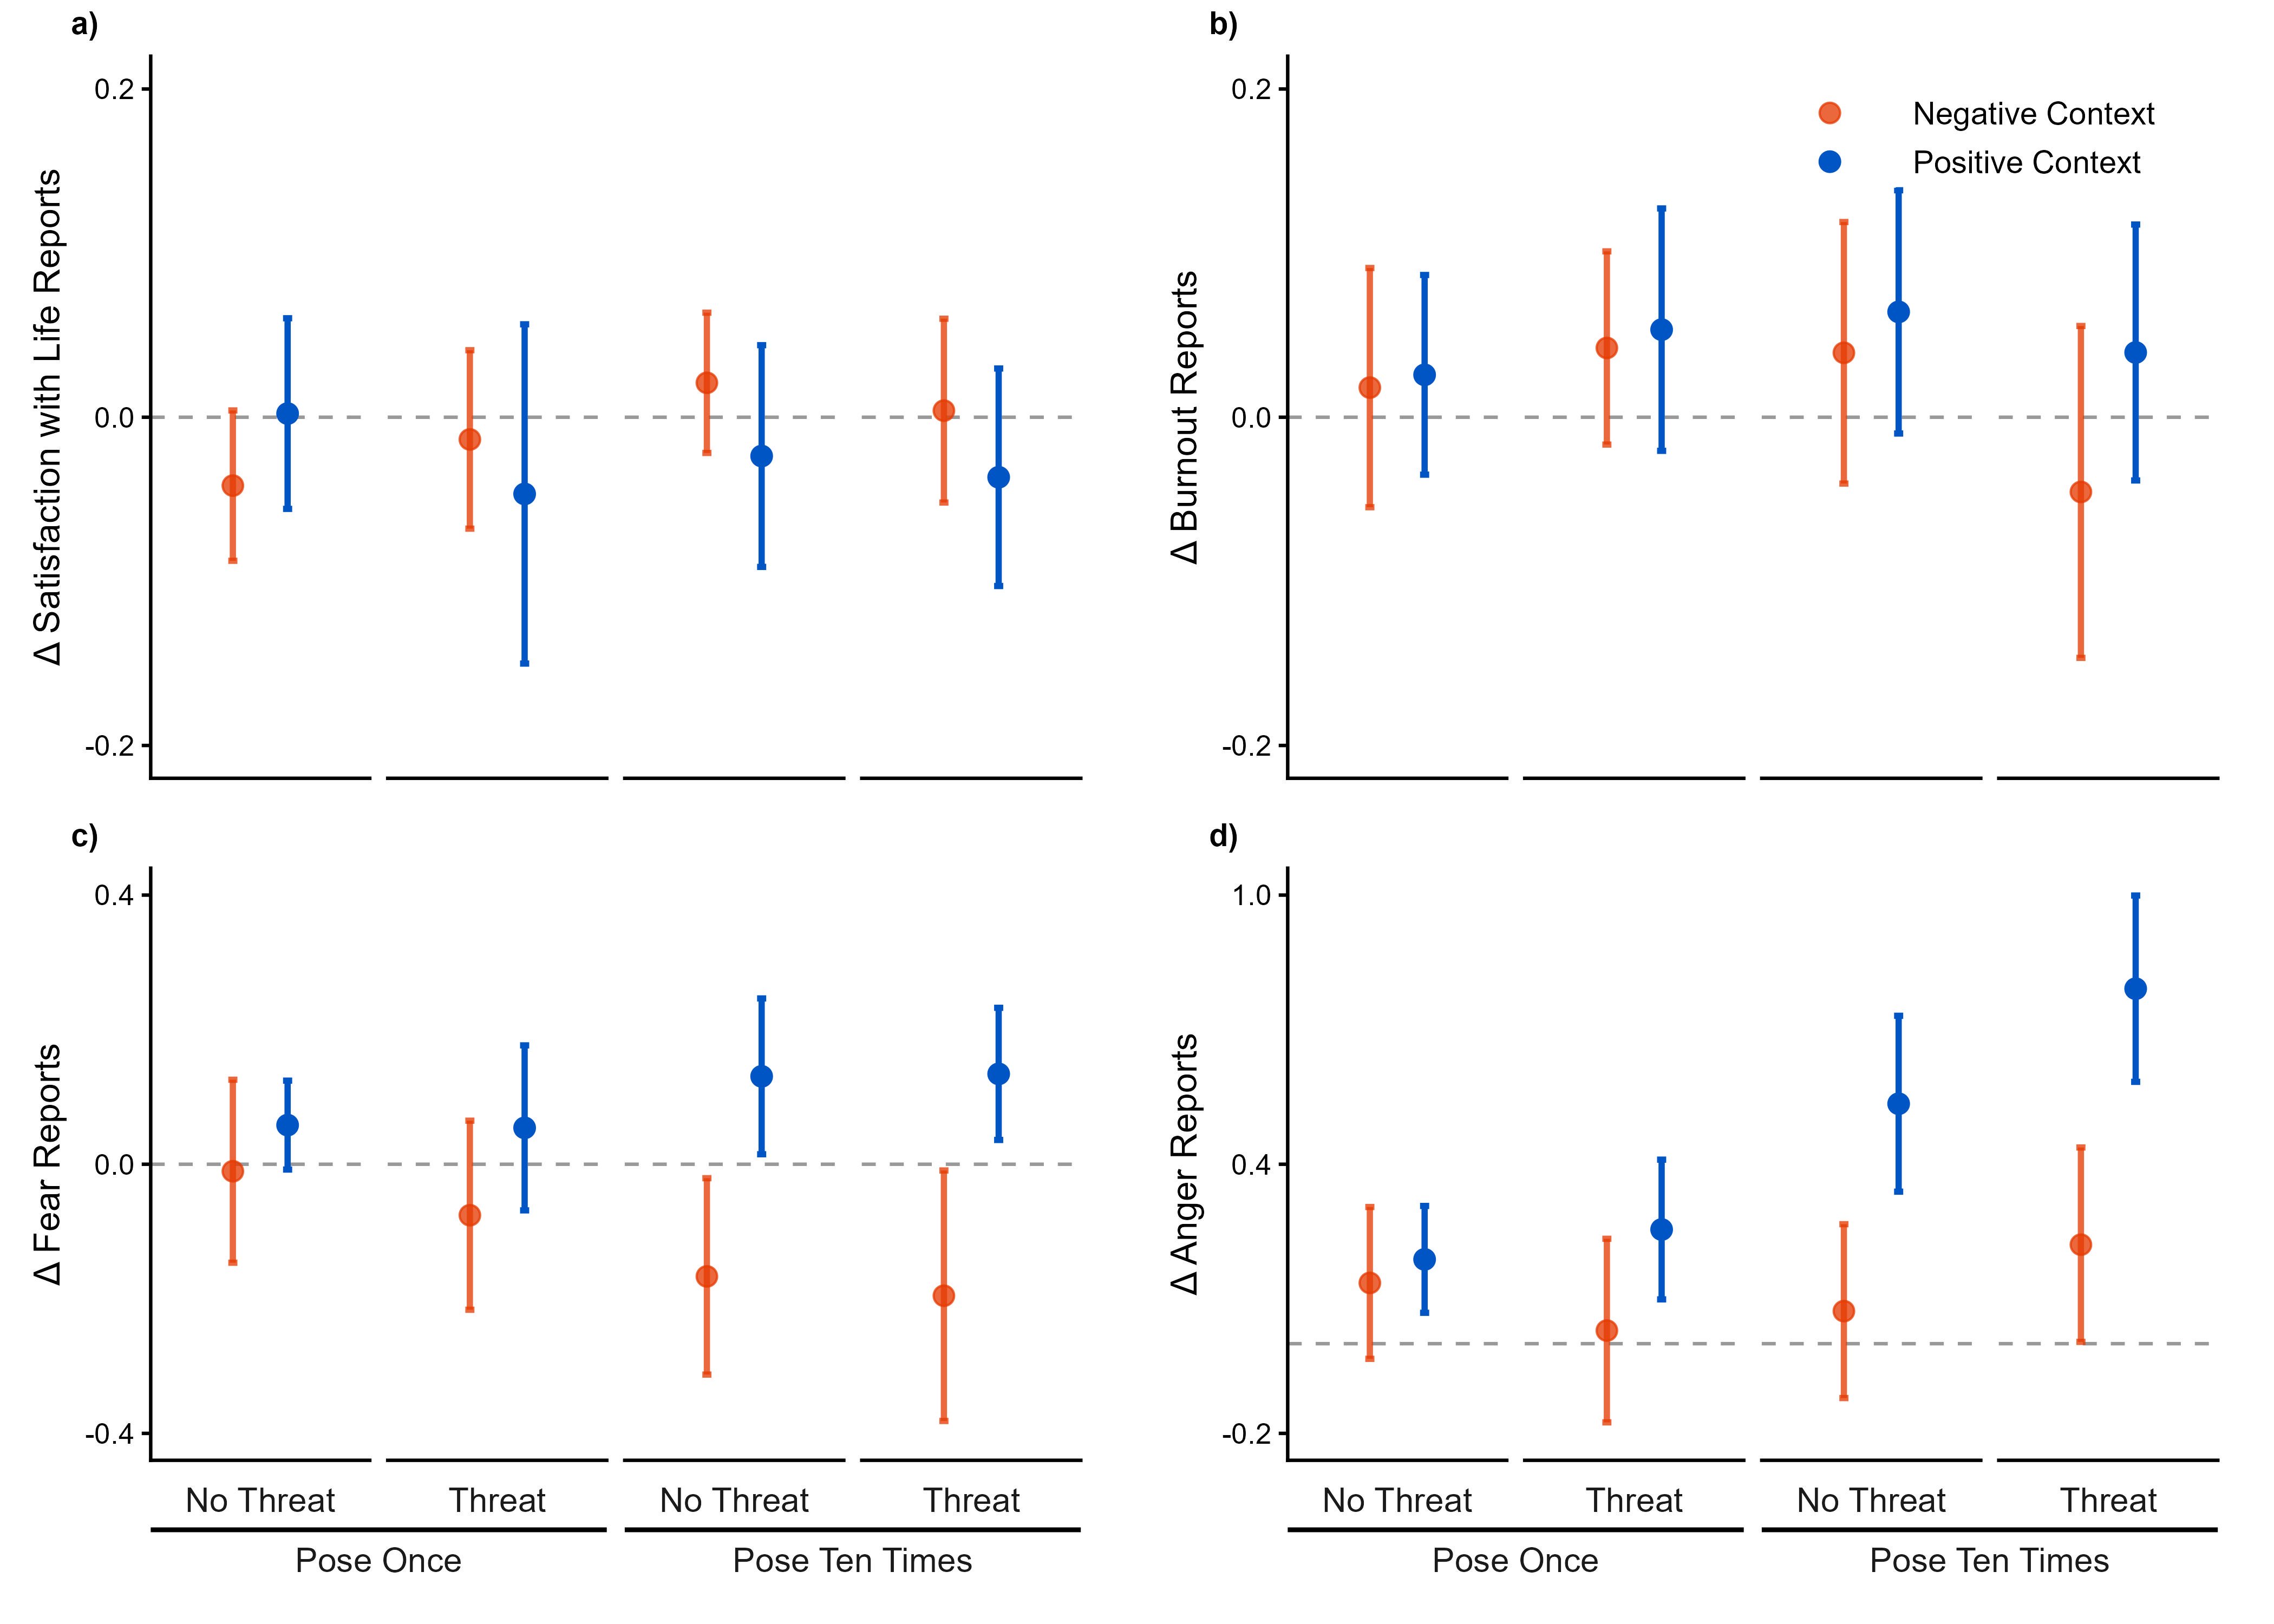 a)
0.2
0.0
-0.2
Δ Satisfaction with Life Reports
b)
0.2
0.0
-0.2
Δ Burnout Reports
Negative Context
Positive Context
c)
0.4
0.0
-0.4
Δ Fear Reports
No Threat Threat No Threat Threat
Pose Once Pose Ten Times
d)
1.0
0.4
-0.2
Δ Anger Reports
No Threat Threat No Threat Threat
Pose Once Pose Ten Times